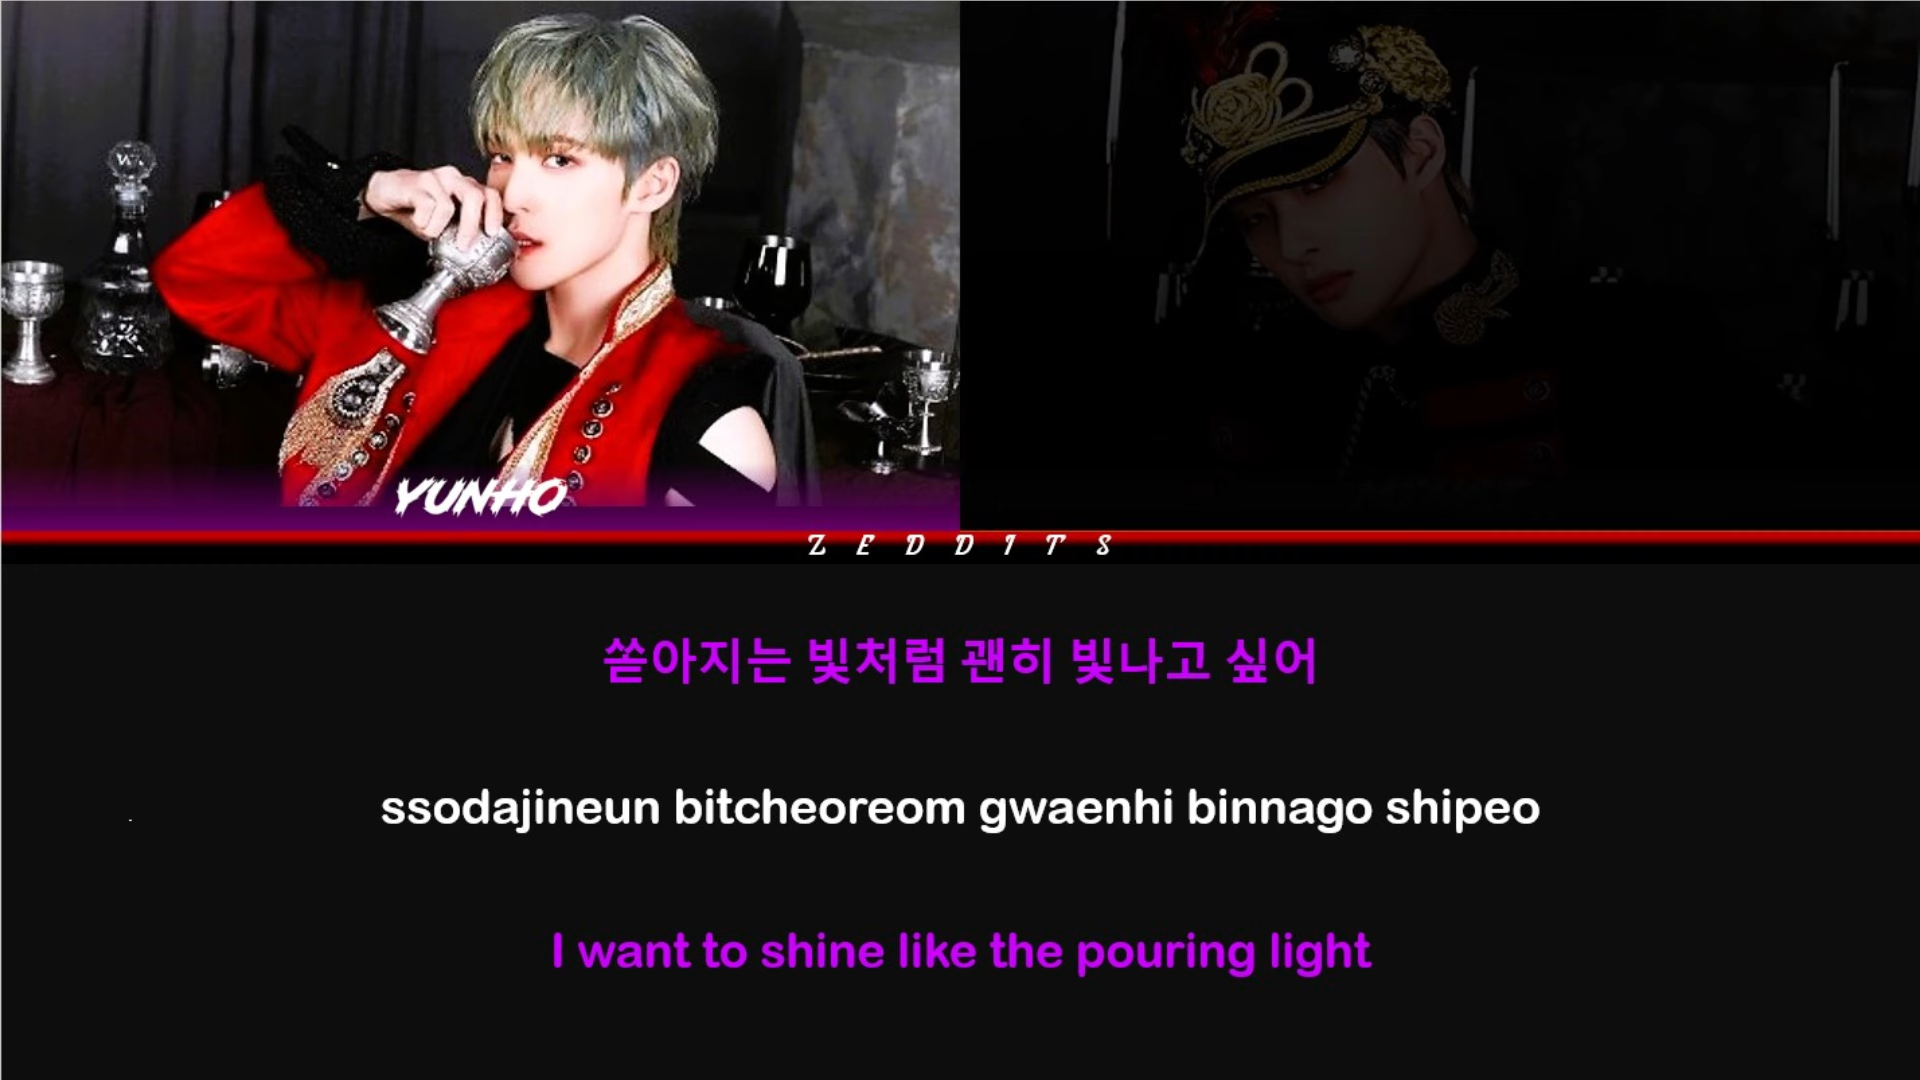 YUNHO
ZEDDITS
쏟아지는 빛처럼 괜히 빛나고 싶어
ssodajineun bitcheoreom gwaenhi binnago shipeo
I want to shine like the pouring light